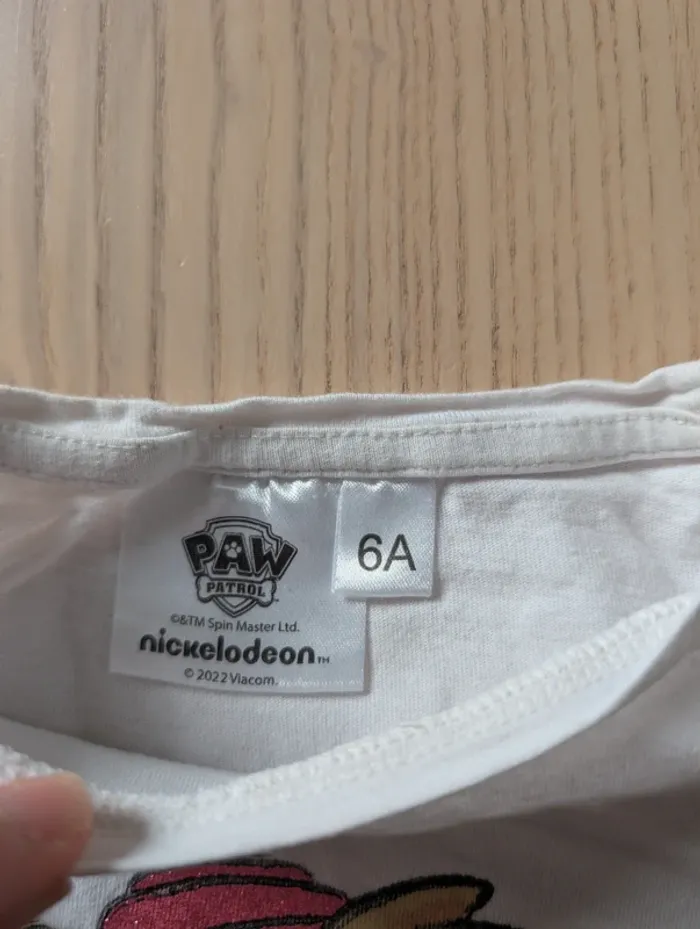 PAW
PATROL
6A
©&TM Spin Master Ltd.
nickelodeon™
© 2022 Viacom.